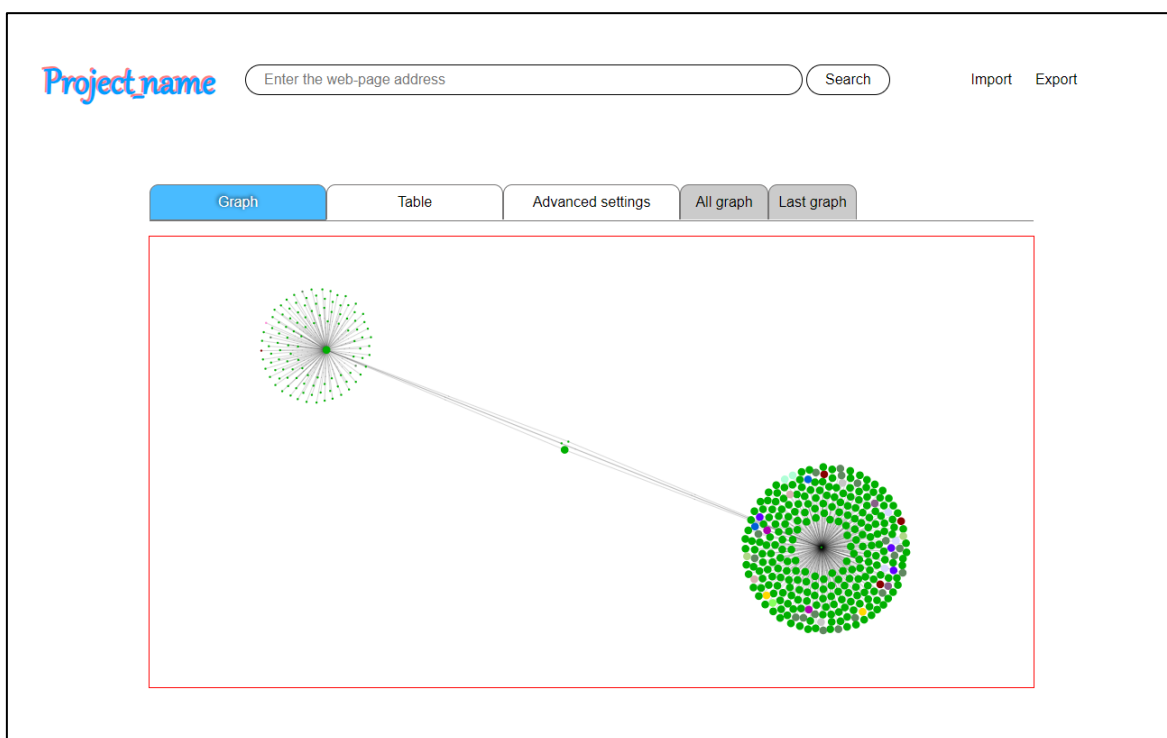 Project_name
Enter the web-page address
Search
Import
Export
Graph
Table
Advanced settings
All graph
Last graph